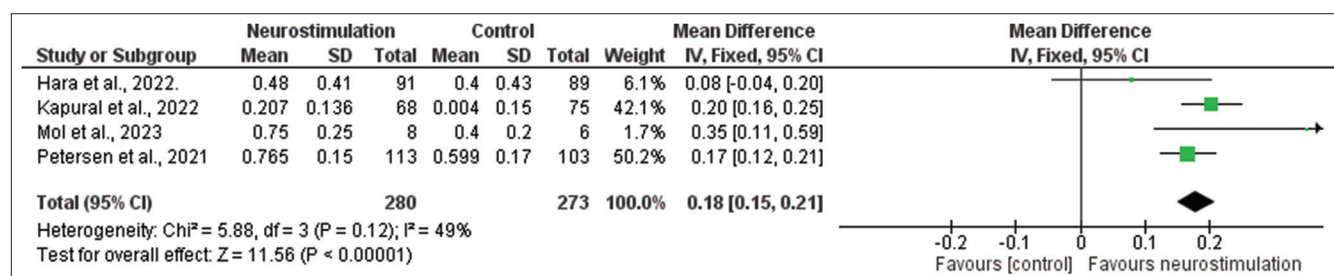 Neurostimulation Control Mean Difference Mean Difference
Study or Subgroup Mean SD Total Mean SD Total Weight IV, Fixed, 95% CI IV, Fixed, 95% CI
Hara et al., 2022. 0.48 0.41 91 0.4 0.43 89 6.1% 0.08 [-0.04, 0.20]
Kapural et al., 2022 0.207 0.136 68 0.004 0.15 75 42.1% 0.20 [0.16, 0.25]
Mol et al., 2023 0.75 0.25 8 0.4 0.2 6 1.7% 0.35 [0.11, 0.59]
Petersen et al., 2021 0.765 0.15 113 0.599 0.17 103 50.2% 0.17 [0.12, 0.21]
Total (95% CI) 280 273 100.0% 0.18 [0.15, 0.21]
Heterogeneity: Chi² = 5.88, df = 3 (P = 0.12); I² = 49%
Test for overall effect: Z = 11.56 (P < 0.00001)
-0.2 -0.1 0 0.1 0.2
Favours [control] Favours neurostimulation